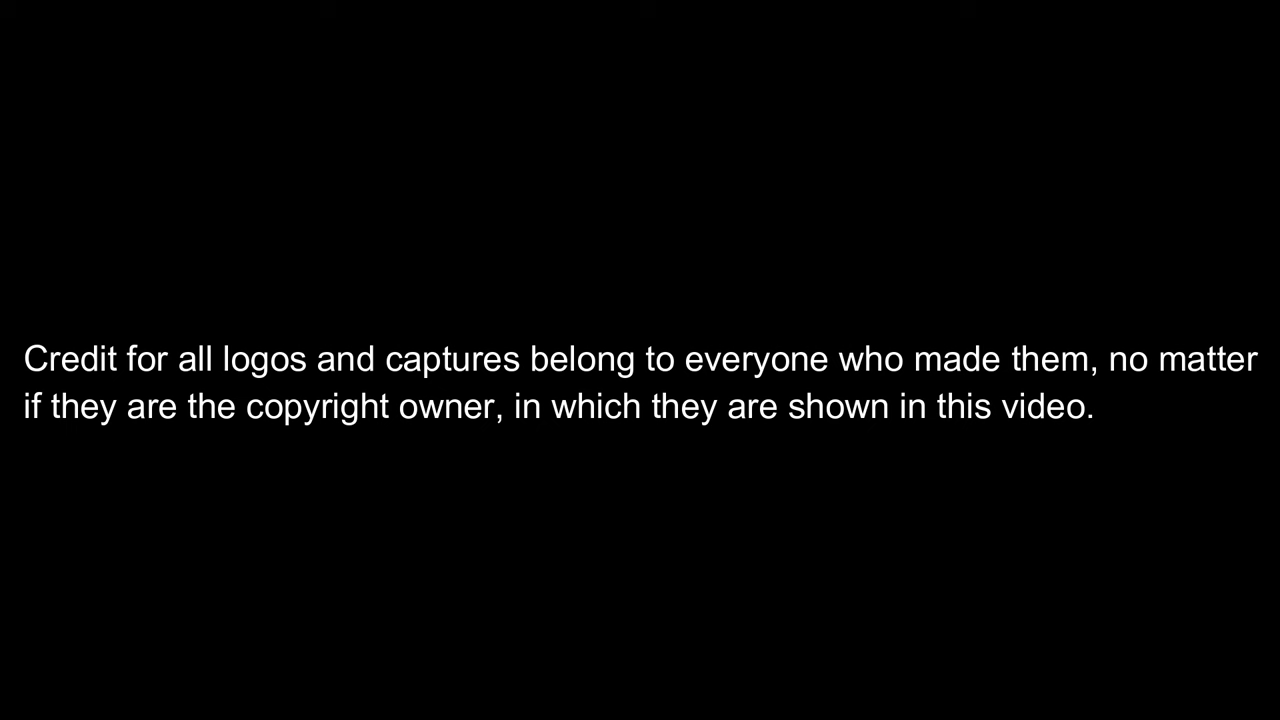 Credit for all logos and captures belong to everyone who made them, no matter
if they are the copyright owner, in which they are shown in this video.